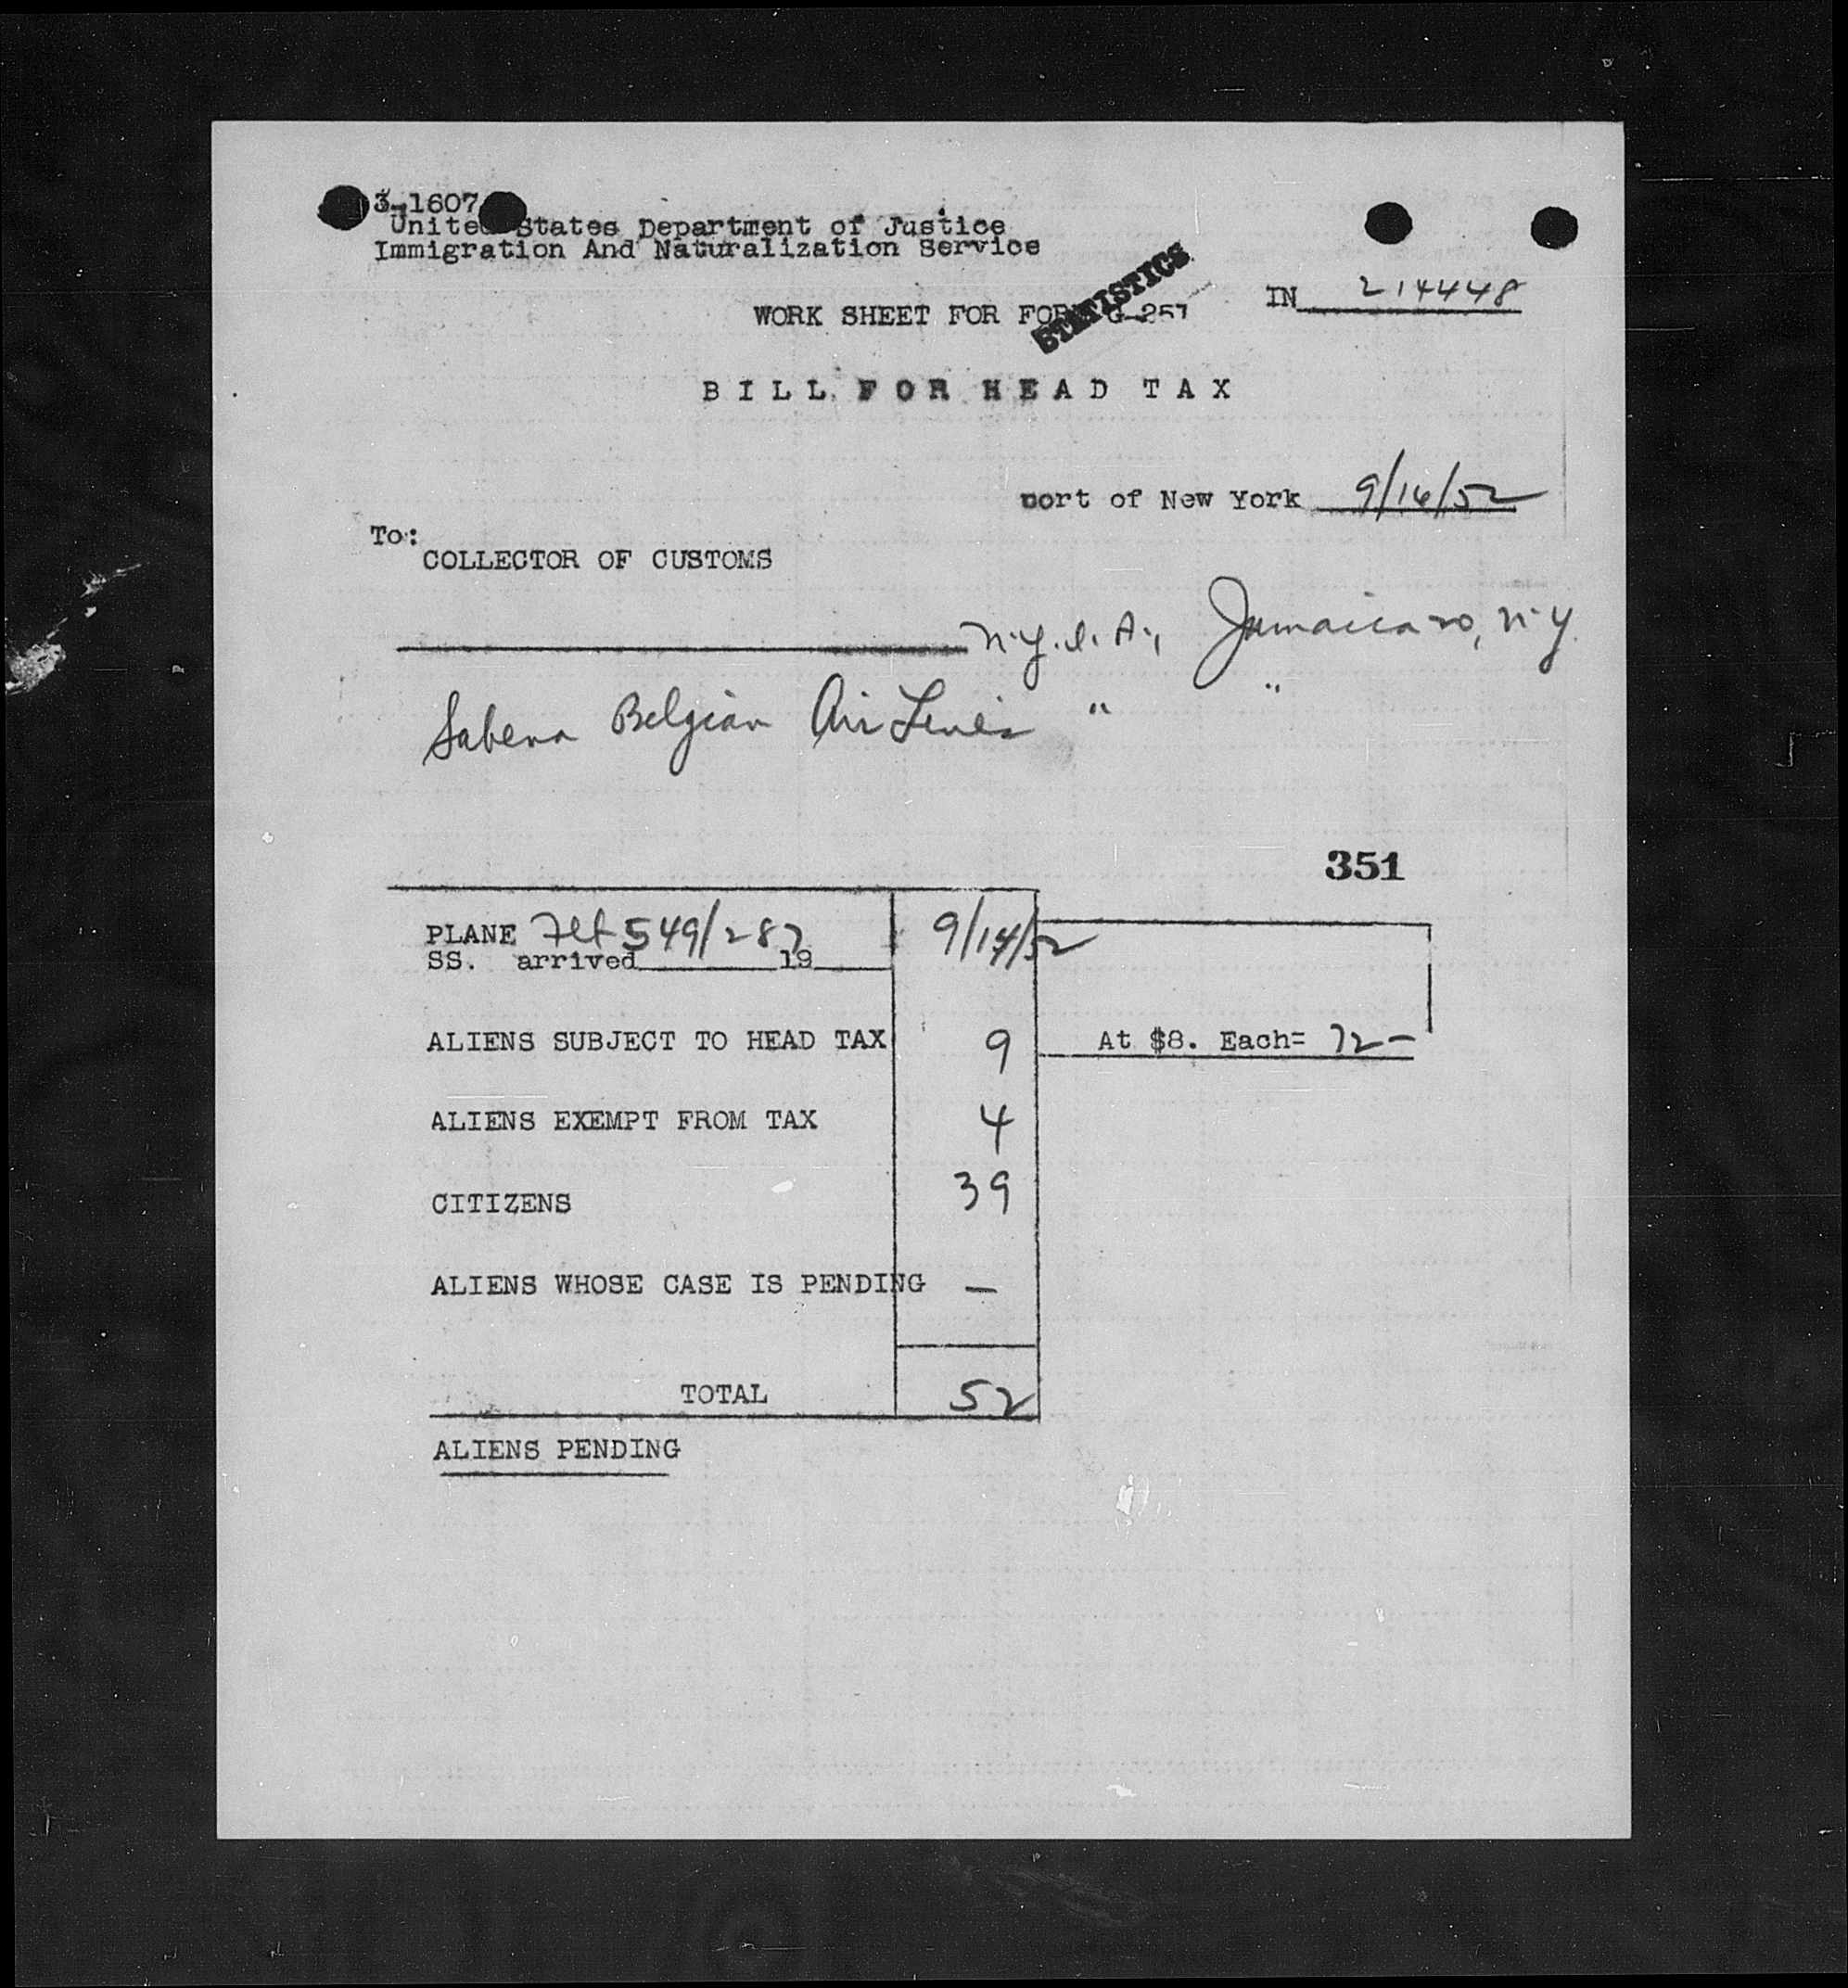 3-1607
United States Department of Justice
Immigration And Naturalization Service
STATISTICS
WORK SHEET FOR FORM G-257
IN 214448
BILL FOR HEAD TAX
port of New York 9/16/52
To:
COLLECTOR OF CUSTOMS
N.Y.I.A., Jamaica 20, N.Y.
Sabena Belgian Air Lines " "
351
PLANE Flt 549/287 9/14/52
SS. arrived 19
ALIENS SUBJECT TO HEAD TAX 9 At $8. Each= 72-
ALIENS EXEMPT FROM TAX 4
CITIZENS 39
ALIENS WHOSE CASE IS PENDING —
TOTAL 52
ALIENS PENDING